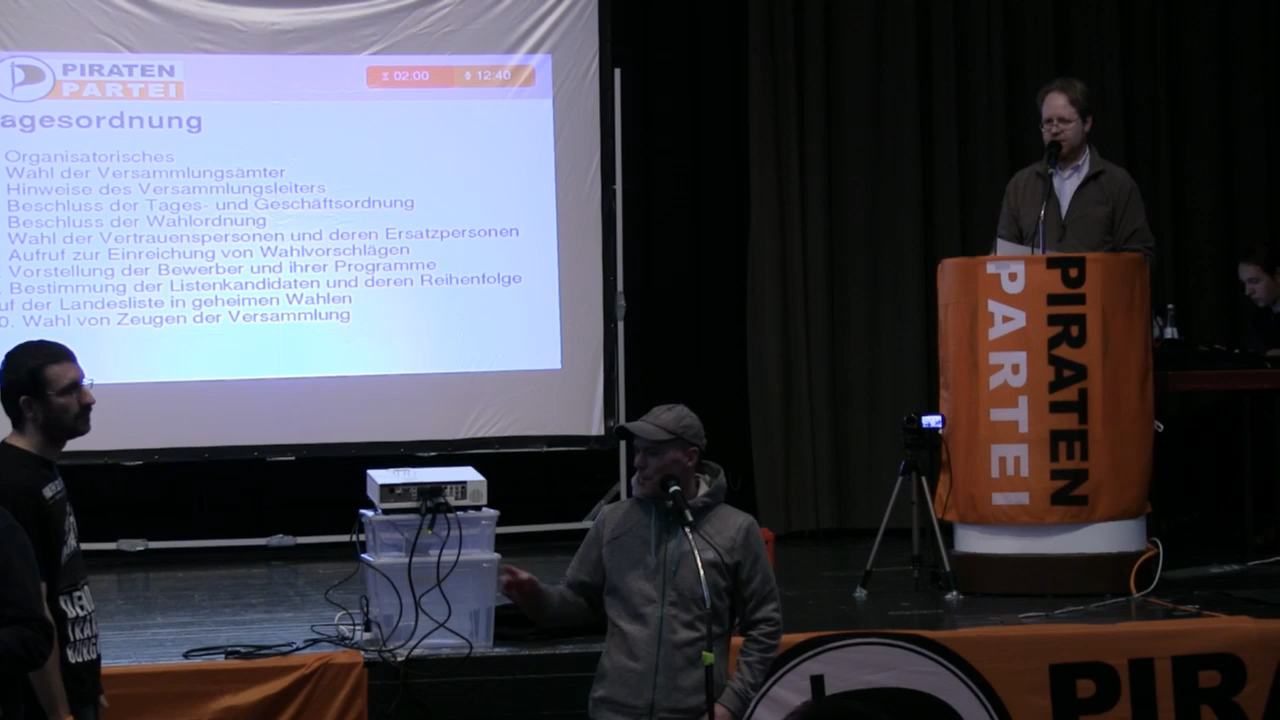 PIRATEN
PARTEI
02:00 12:40
agesordnung
Organisatorisches
Wahl der Versammlungsämter
Hinweise des Versammlungsleiters
Beschluss der Tages- und Geschäftsordnung
Beschluss der Wahlordnung
Wahl der Vertrauenspersonen und deren Ersatzpersonen
Aufruf zur Einreichung von Wahlvorschlägen
. Vorstellung der Bewerber und ihrer Programme
. Bestimmung der Listenkandidaten und deren Reihenfolge
uf der Landesliste in geheimen Wahlen
0. Wahl von Zeugen der Versammlung
PIRATEN
PARTEI
PIRA